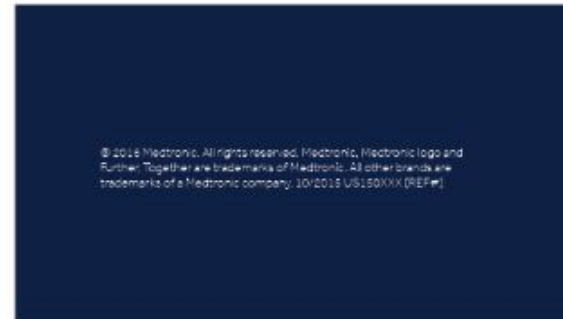 © 2016 Medtronic. All rights reserved. Medtronic, Medtronic logo and
Further, Together are trademarks of Medtronic. All other brands are
trademarks of a Medtronic company. 10/2015 US150XXX [REF#]